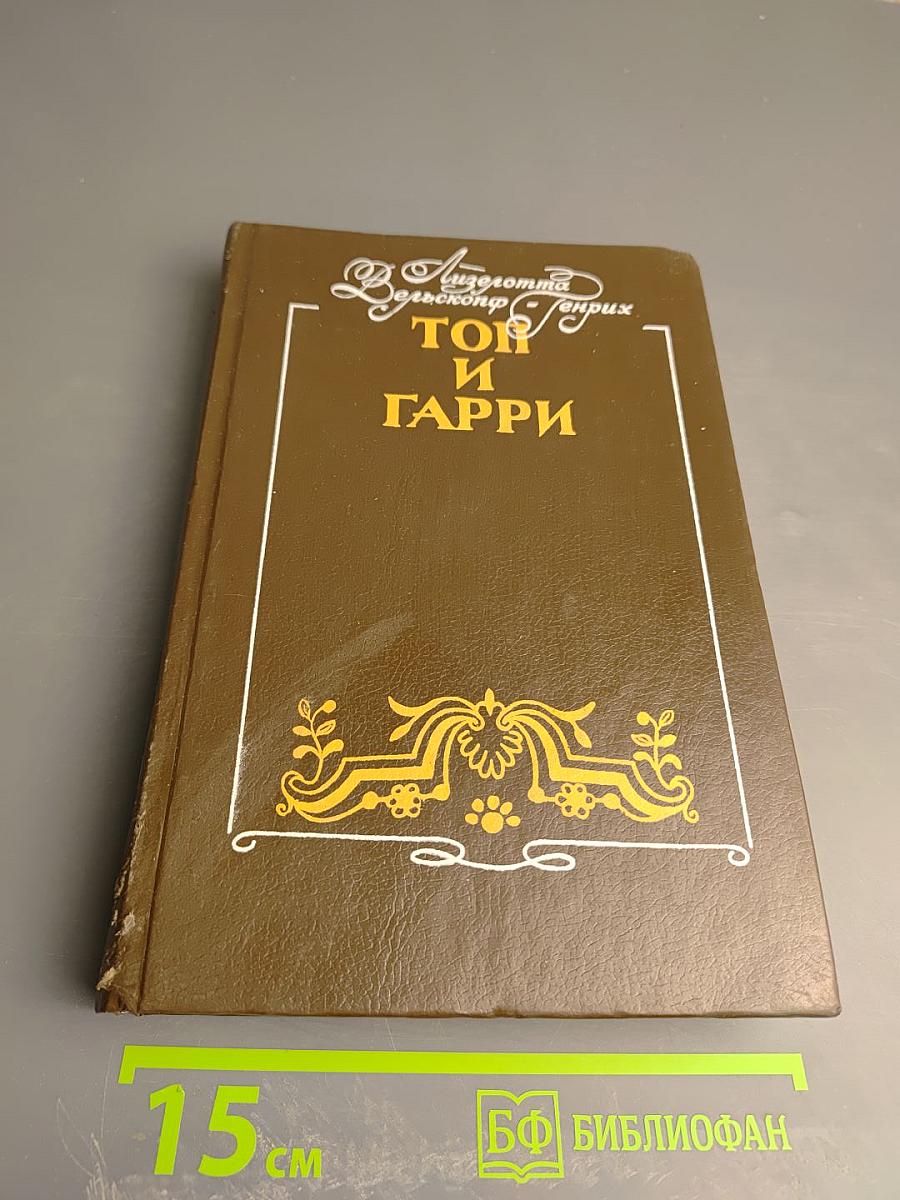 Лизелотта
Вельскопф-Генрих
ТОП
И
ГАРРИ
15 см
БФ БИБЛИОФАН